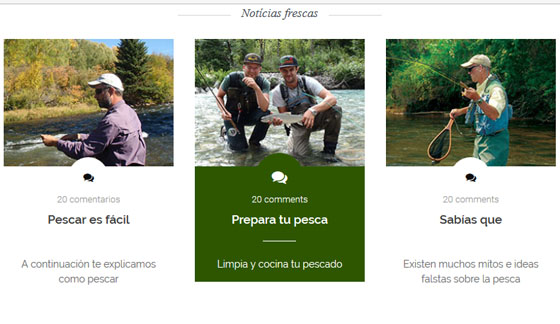 Notícias frescas
20 comentarios
Pescar es fácil
A continuación te explicamos
como pescar
20 comments
Prepara tu pesca
Limpia y cocina tu pescado
20 comments
Sabías que
Existen muchos mitos e ideas
falstas sobre la pesca